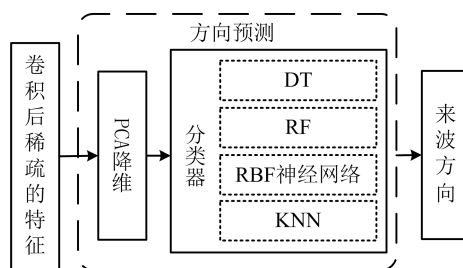 方向预测
卷积后稀疏的特征
PCA降维
分类器
DT
RF
RBF神经网络
KNN
来波方向